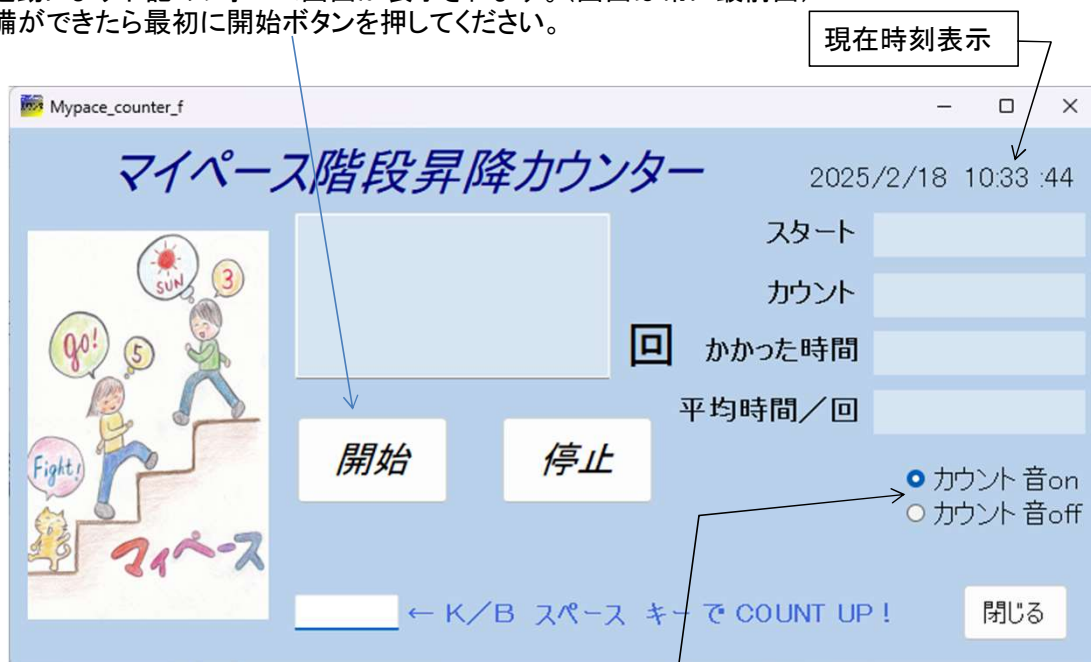 備ができたら最初に開始ボタンを押してください。
現在時刻表示
Mypace_counter_f
マイペース階段昇降カウンター
2025/2/18 10:33 :44
スタート
カウント
回
かかった時間
平均時間／回
SUN
3
go!
5
Fight!
マイペース
開始
停止
カウント 音on
カウント 音off
← K／B スペース キーで COUNT UP！
閉じる